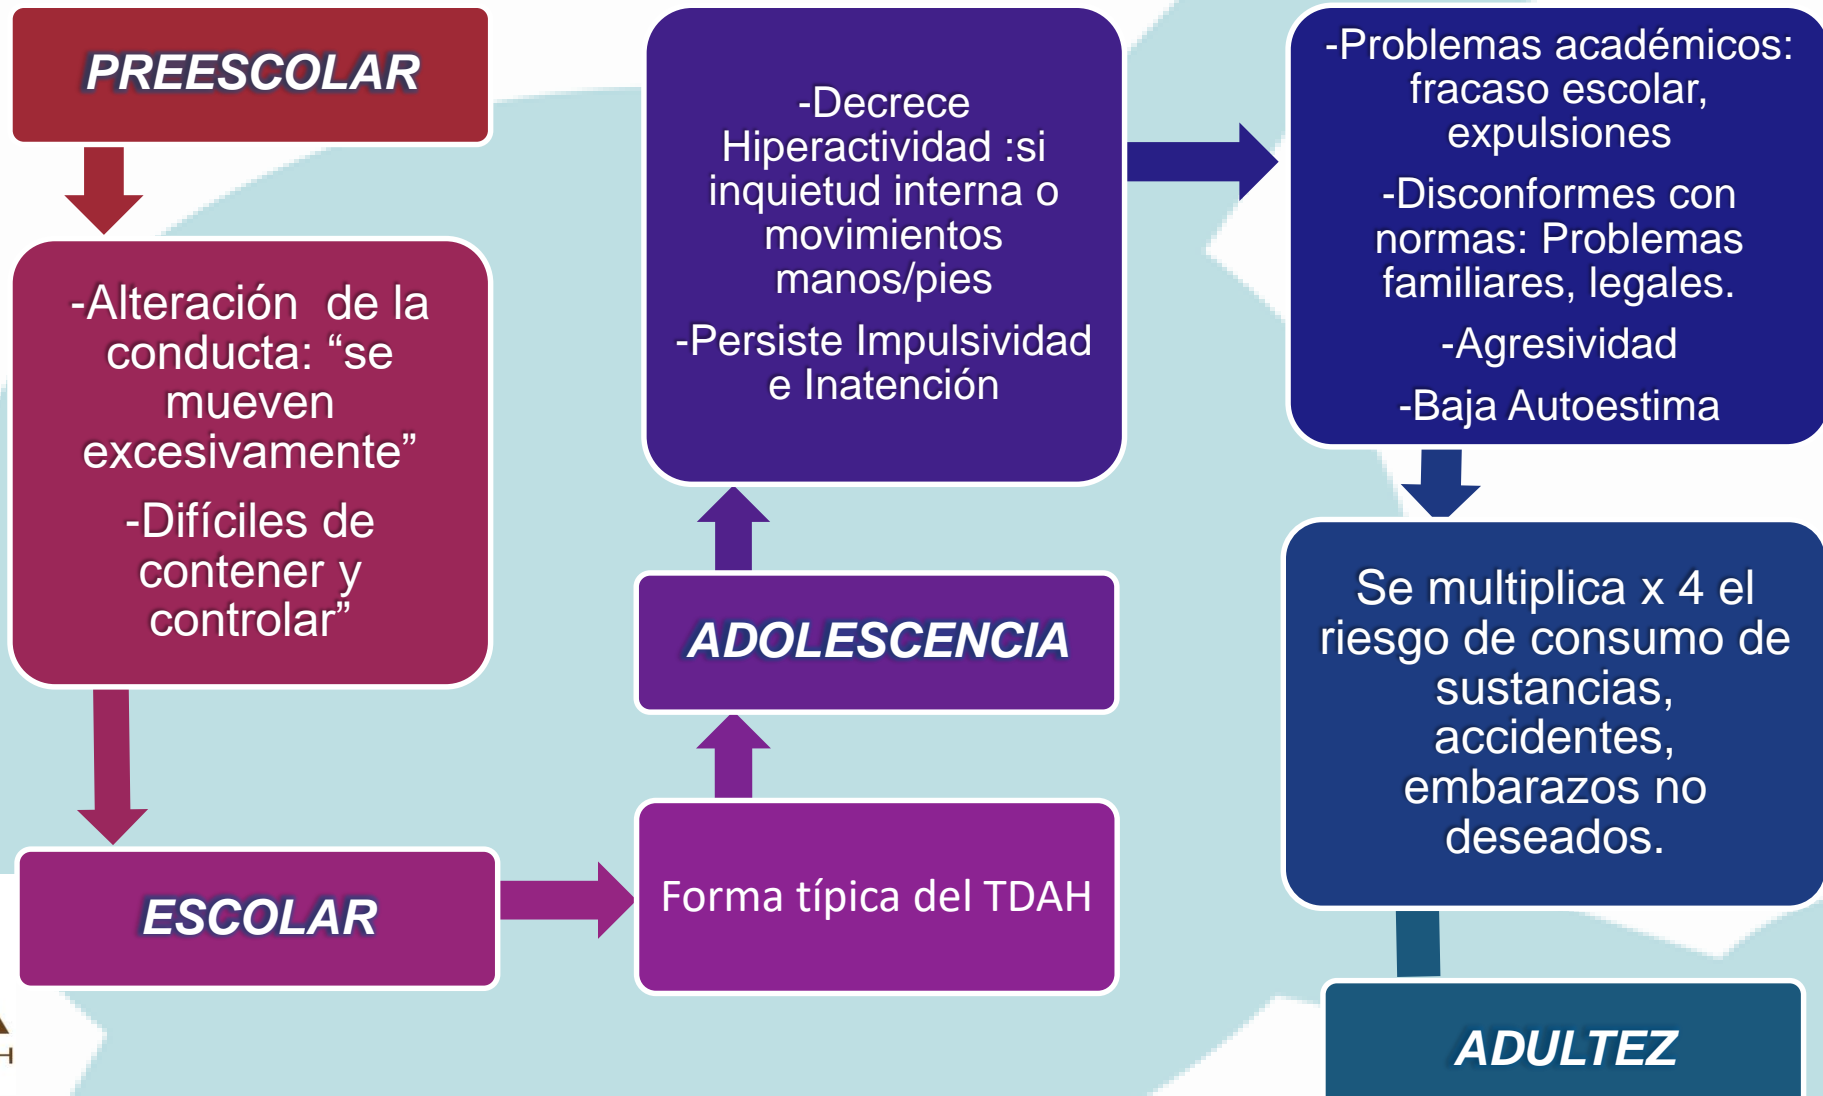 PREESCOLAR
-Alteración de la
conducta: “se
mueven
excesivamente”
-Difíciles de
contener y
controlar”
ESCOLAR
Forma típica del TDAH
ADOLESCENCIA
-Decrece
Hiperactividad :si
inquietud interna o
movimientos
manos/pies
-Persiste Impulsividad
e Inatención
-Problemas académicos:
fracaso escolar,
expulsiones
-Disconformes con
normas: Problemas
familiares, legales.
-Agresividad
-Baja Autoestima
Se multiplica x 4 el
riesgo de consumo de
sustancias,
accidentes,
embarazos no
deseados.
ADULTEZ